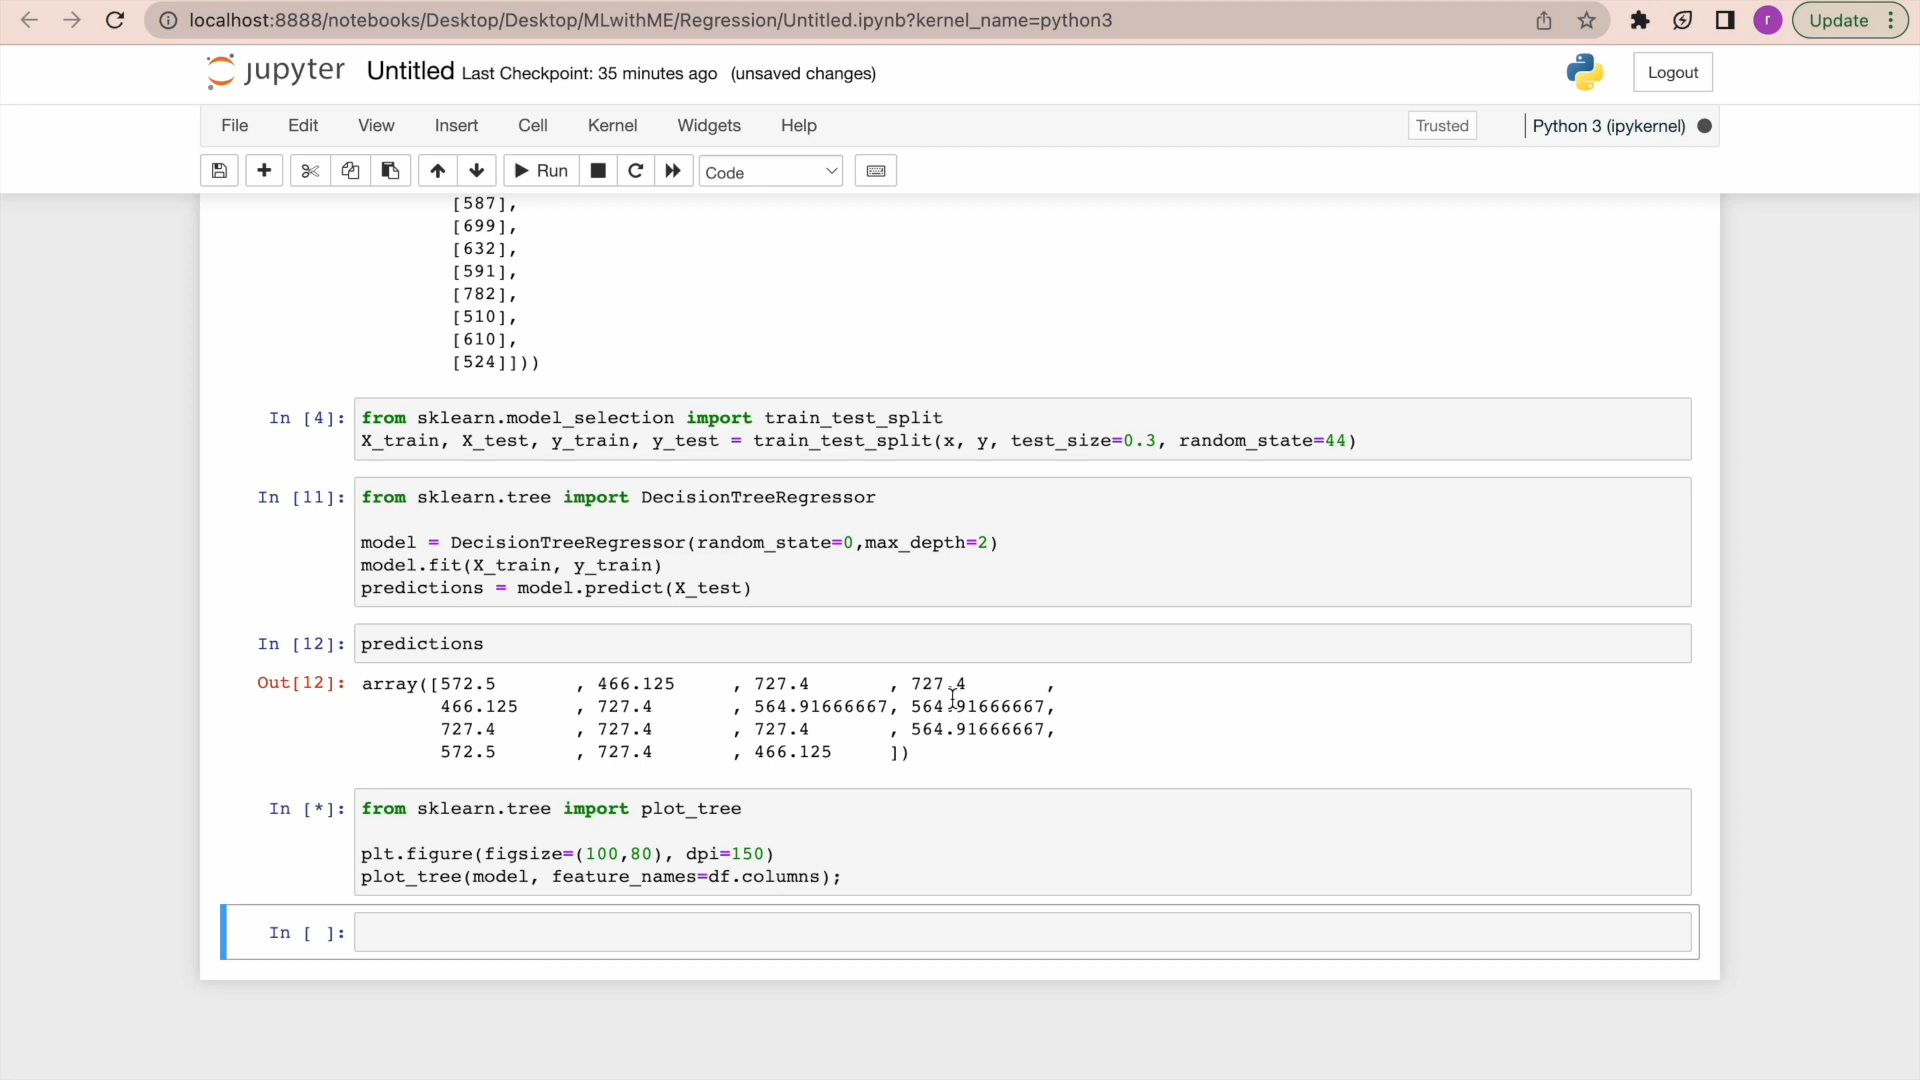 localhost:8888/notebooks/Desktop/Desktop/MLwithME/Regression/Untitled.ipynb?kernel_name=python3
r
Update
jupyter Untitled Last Checkpoint: 35 minutes ago (unsaved changes)
Logout
File Edit View Insert Cell Kernel Widgets Help
Trusted
Python 3 (ipykernel)
Run
Code
[587],
[699],
[632],
[591],
[782],
[510],
[610],
[524]]))
In [4]: from sklearn.model_selection import train_test_split
X_train, X_test, y_train, y_test = train_test_split(x, y, test_size=0.3, random_state=44)
In [11]: from sklearn.tree import DecisionTreeRegressor
model = DecisionTreeRegressor(random_state=0,max_depth=2)
model.fit(X_train, y_train)
predictions = model.predict(X_test)
In [12]: predictions
Out[12]: array([572.5 , 466.125 , 727.4 , 727.4 ,
466.125 , 727.4 , 564.91666667, 564.91666667,
727.4 , 727.4 , 727.4 , 564.91666667,
572.5 , 727.4 , 466.125 ])
In [*]: from sklearn.tree import plot_tree
plt.figure(figsize=(100,80), dpi=150)
plot_tree(model, feature_names=df.columns);
In [ ]: